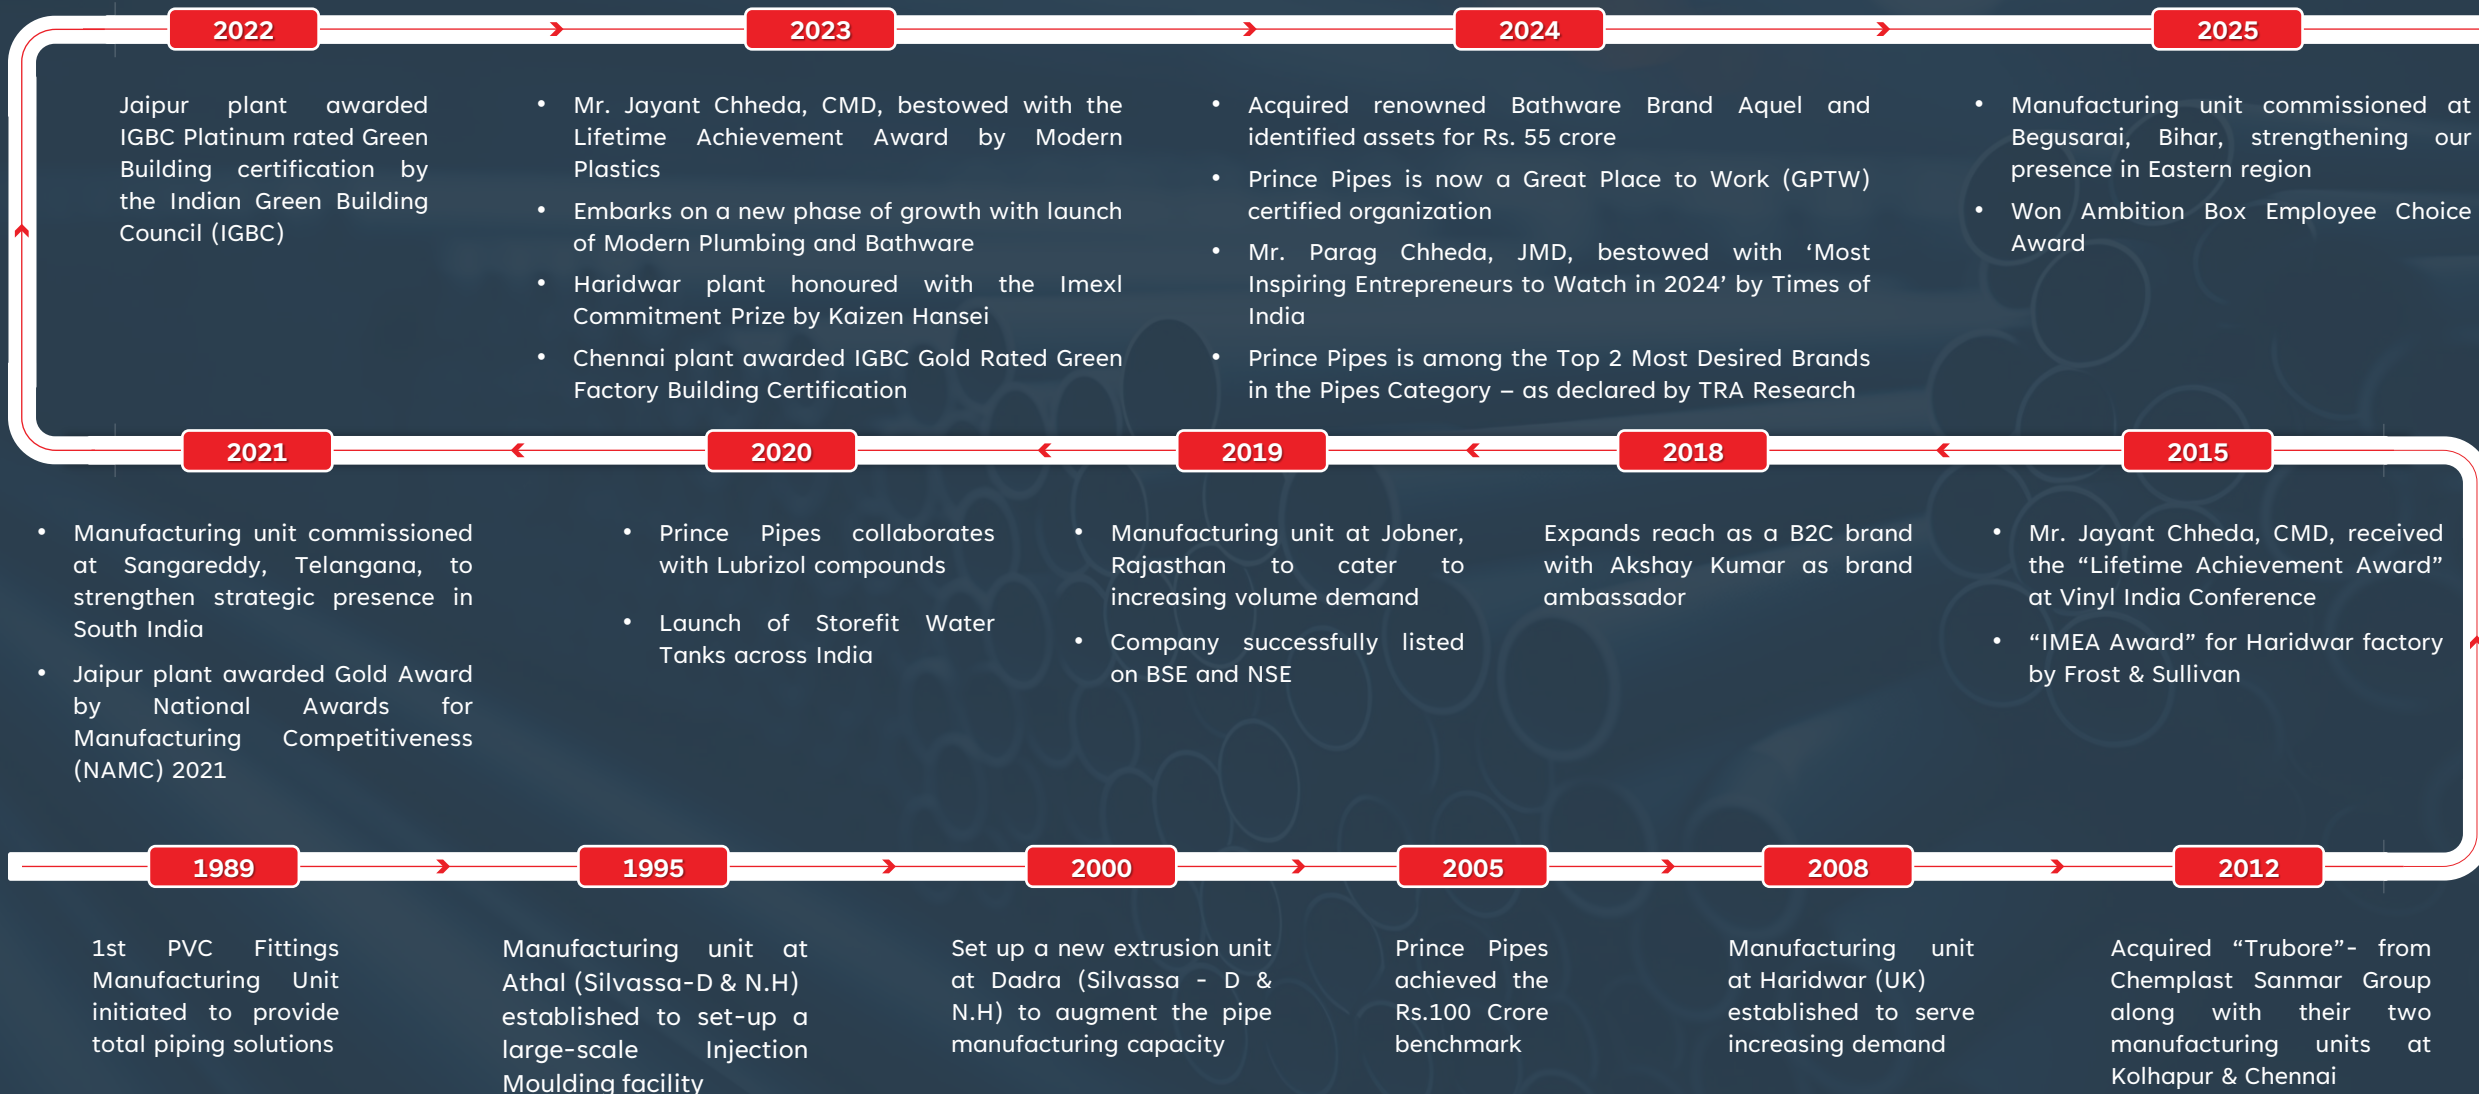 2022
2023
2024
2025
Jaipur plant awarded
IGBC Platinum rated Green
Building certification by
the Indian Green Building
Council (IGBC)
• Mr. Jayant Chheda, CMD, bestowed with the
Lifetime Achievement Award by Modern
Plastics
• Embarks on a new phase of growth with launch
of Modern Plumbing and Bathware
• Haridwar plant honoured with the Imexl
Commitment Prize by Kaizen Hansei
• Chennai plant awarded IGBC Gold Rated Green
Factory Building Certification
• Acquired renowned Bathware Brand Aquel and
identified assets for Rs. 55 crore
• Prince Pipes is now a Great Place to Work (GPTW)
certified organization
• Mr. Parag Chheda, JMD, bestowed with ‘Most
Inspiring Entrepreneurs to Watch in 2024’ by Times of
India
• Prince Pipes is among the Top 2 Most Desired Brands
in the Pipes Category – as declared by TRA Research
• Manufacturing unit commissioned at
Begusarai, Bihar, strengthening our
presence in Eastern region
• Won Ambition Box Employee Choice
Award
2021
2020
2019
2018
2015
• Manufacturing unit commissioned
at Sangareddy, Telangana, to
strengthen strategic presence in
South India
• Jaipur plant awarded Gold Award
by National Awards for
Manufacturing Competitiveness
(NAMC) 2021
• Prince Pipes collaborates
with Lubrizol compounds
• Launch of Storefit Water
Tanks across India
• Manufacturing unit at Jobner,
Rajasthan to cater to
increasing volume demand
• Company successfully listed
on BSE and NSE
Expands reach as a B2C brand
with Akshay Kumar as brand
ambassador
• Mr. Jayant Chheda, CMD, received
the “Lifetime Achievement Award”
at Vinyl India Conference
• “IMEA Award” for Haridwar factory
by Frost & Sullivan
1989
1995
2000
2005
2008
2012
1st PVC Fittings
Manufacturing Unit
initiated to provide
total piping solutions
Manufacturing unit at
Athal (Silvassa-D & N.H)
established to set-up a
large-scale Injection
Moulding facility
Set up a new extrusion unit
at Dadra (Silvassa - D &
N.H) to augment the pipe
manufacturing capacity
Prince Pipes
achieved the
Rs.100 Crore
benchmark
Manufacturing unit
at Haridwar (UK)
established to serve
increasing demand
Acquired “Trubore”- from
Chemplast Sanmar Group
along with their two
manufacturing units at
Kolhapur & Chennai